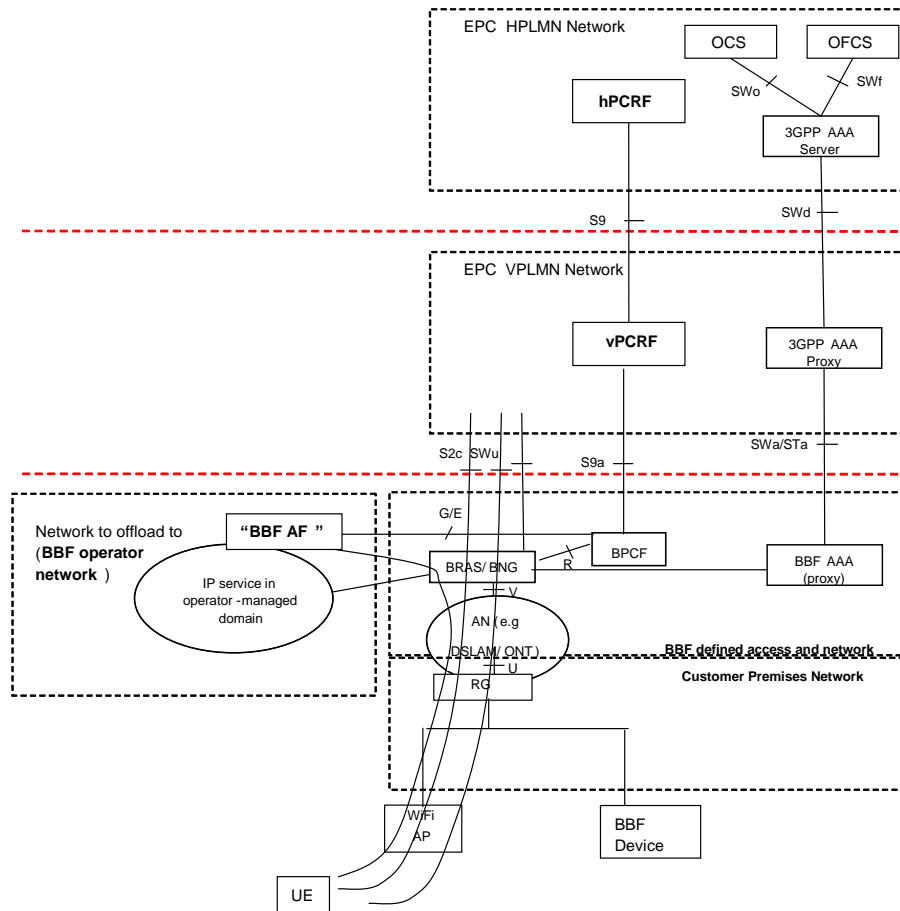 EPC HPLMN Network
OCS
OFCS
SWo
SWf
hPCRF
3GPP AAA
Server
S9
SWd
EPC VPLMN Network
vPCRF
3GPP AAA
Proxy
SWa/STa
S2c SWu
S9a
G/E
Network to offload to
(BBF operator
network )
“BBF AF ”
BPCF
R
BRAS/ BNG
BBF AAA
(proxy)
IP service in
operator -managed
domain
V
AN ( e.g
DSLAM/ ONT )
BBF defined access and network
U
Customer Premises Network
RG
WiFi
AP
BBF
Device
UE